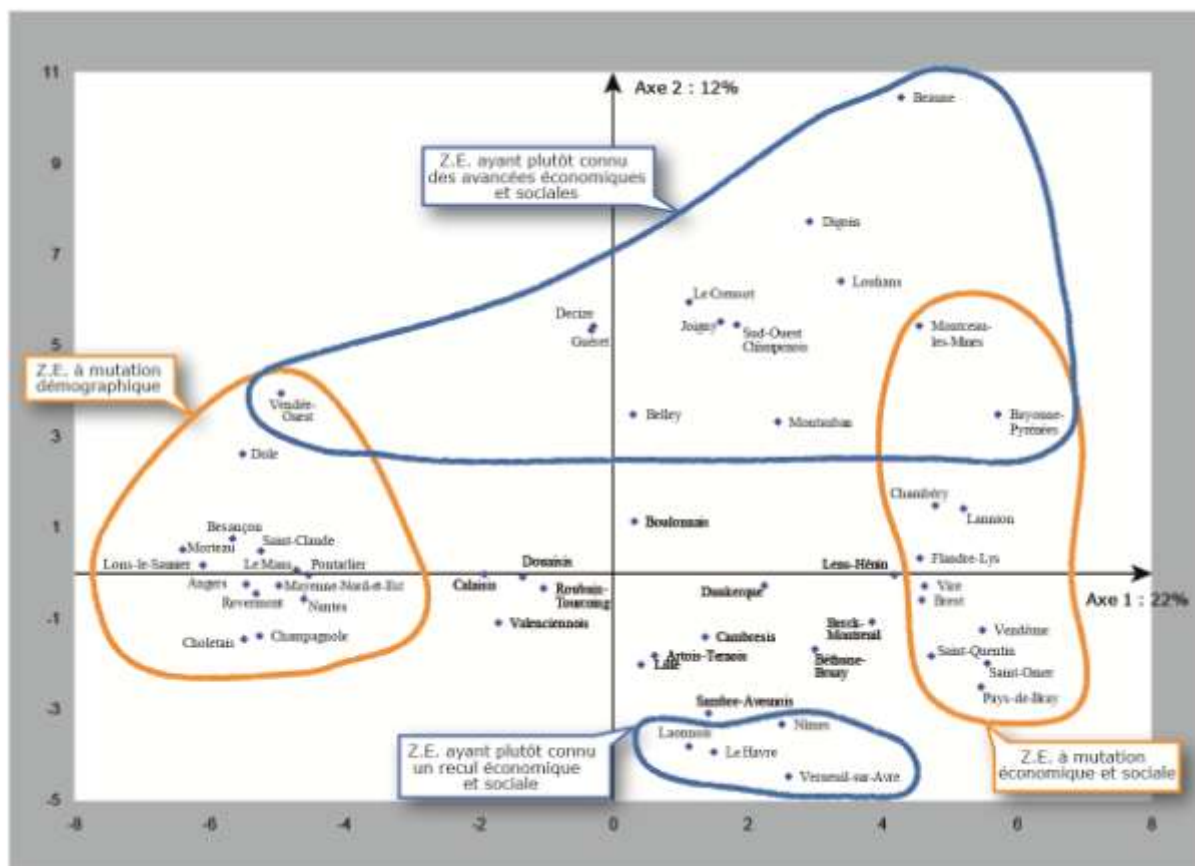 11
Axe 2 : 12%
Beaune
9
Z.E. ayant plutôt connu
des avancées économiques
et sociales
Digoin
7
Louhans
Le Creusot
Decize
Joigny
Sud-Ouest
Champenois
Montceau-
les-Mines
Guéret
5
Z.E. à mutation
démographique
Vendée-
Ouest
Belley
Montauban
Bayonne-
Pyrénées
3
Dole
Chambéry
Lannion
Boulonnais
1
Besançon
Saint-Claude
Morteau
Lons-le-Saunier
Le Mans
Pontarlier
Douaisis
Lens-Hénin
Flandre-Lys
Angers
Mayenne-Nord-et-Est
Calaisis
Roubaix-
Tourcoing
Dunkerque
Vire
Axe 1 : 22%
Revermont
Nantes
Brest
-1
Choletais
Champagnole
Valenciennois
Cambresis
Berck-
Montreuil
Vendôme
Artois-Ternois
Lille
Béthune-
Bruay
Saint-Quentin
Saint-Omer
Pays-de-Bray
-3
Sambre-Avesnois
Nimes
Laonnois
Le Havre
Verneuil-sur-Avre
Z.E. ayant plutôt connu
un recul économique
et sociale
Z.E. à mutation
économique et sociale
-5
-8
-6
-4
-2
0
2
4
6
8